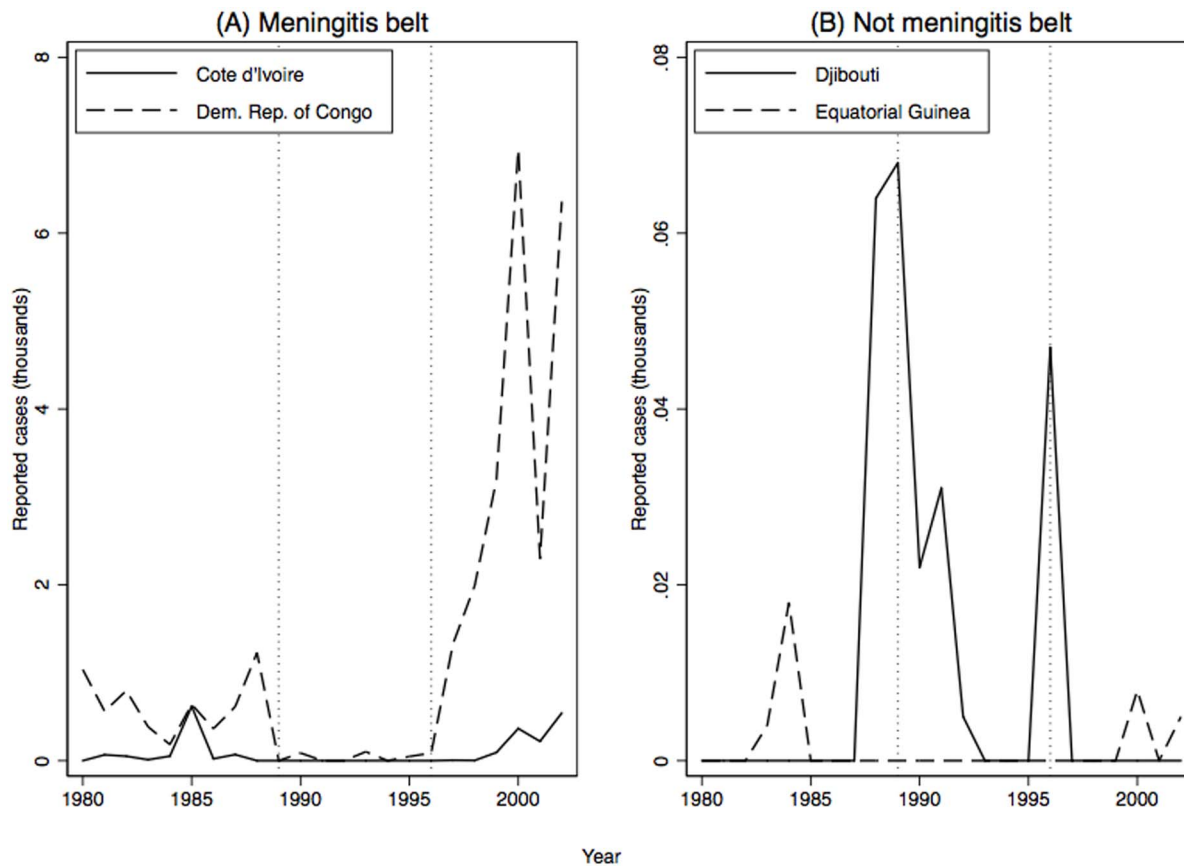 (A) Meningitis belt
Cote d'Ivoire
Dem. Rep. of Congo
Reported cases (thousands)
8
6
4
2
0
1980 1985 1990 1995 2000
(B) Not meningitis belt
Djibouti
Equatorial Guinea
Reported cases (thousands)
.08
.06
.04
.02
0
1980 1985 1990 1995 2000
Year